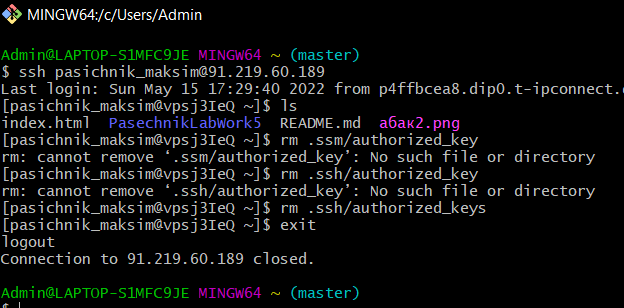 MINGW64:/c/Users/Admin
Admin@LAPTOP-S1MFC9JE MINGW64 ~ (master)
$ ssh pasichnik_maksim@91.219.60.189
Last login: Sun May 15 17:29:40 2022 from p4ffbcea8.dip0.t-ipconnect.
[pasichnik_maksim@vpsj3IeQ ~]$ ls
index.html PasechnikLabWork5 README.md абак2.png
[pasichnik_maksim@vpsj3IeQ ~]$ rm .ssm/authorized_key
rm: cannot remove ‘.ssm/authorized_key’: No such file or directory
[pasichnik_maksim@vpsj3IeQ ~]$ rm .ssh/authorized_key
rm: cannot remove ‘.ssh/authorized_key’: No such file or directory
[pasichnik_maksim@vpsj3IeQ ~]$ rm .ssh/authorized_keys
[pasichnik_maksim@vpsj3IeQ ~]$ exit
logout
Connection to 91.219.60.189 closed.
Admin@LAPTOP-S1MFC9JE MINGW64 ~ (master)
$